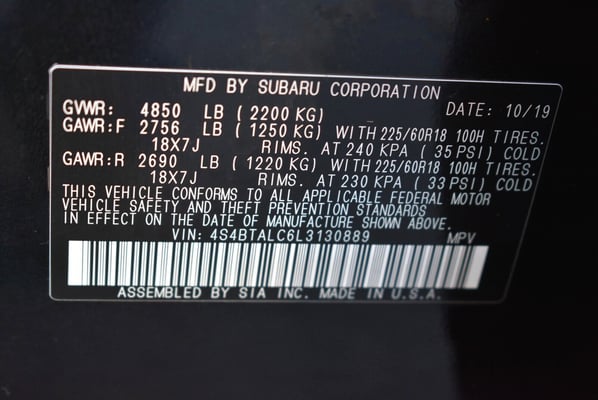 MFD BY SUBARU CORPORATION
GVWR: 4850 LB (2200 KG) DATE: 10/19
GAWR:F 2756 LB (1250 KG) WITH 225/60R18 100H TIRES.
18X7J RIMS. AT 240 KPA (35 PSI) COLD
GAWR:R 2690 LB (1220 KG) WITH 225/60R18 100H TIRES.
18X7J RIMS. AT 230 KPA (33 PSI) COLD
THIS VEHICLE CONFORMS TO ALL APPLICABLE FEDERAL MOTOR
VEHICLE SAFETY AND THEFT PREVENTION STANDARDS
IN EFFECT ON THE DATE OF MANUFACTURE SHOWN ABOVE.
VIN: 4S4BTALC6L3130889 MPV
ASSEMBLED BY SIA INC. MADE IN U.S.A.